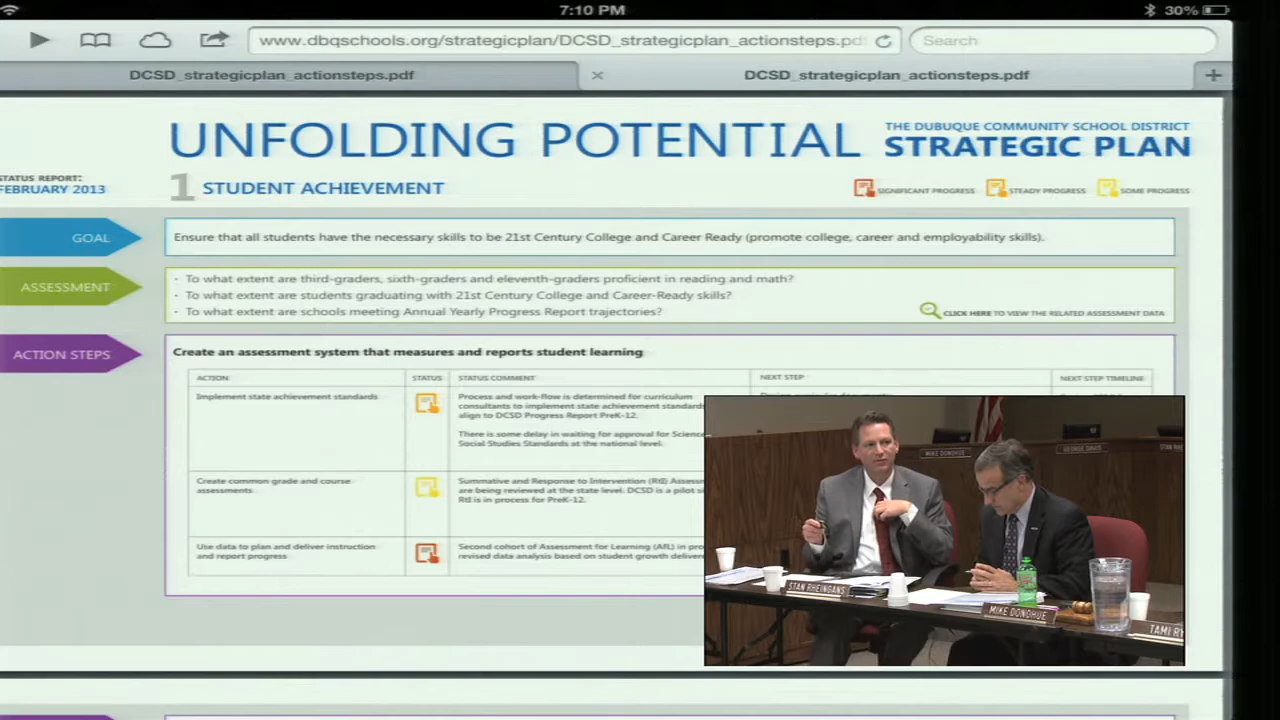 7:10 PM
30%
www.dbqschools.org/strategicplan/DCSD_strategicplan_actionsteps.pd
Search
DCSD_strategicplan_actionsteps.pdf
DCSD_strategicplan_actionsteps.pdf
UNFOLDING POTENTIAL
THE DUBUQUE COMMUNITY SCHOOL DISTRICT
STRATEGIC PLAN
STATUS REPORT:
FEBRUARY 2013
1 STUDENT ACHIEVEMENT
SIGNIFICANT PROGRESS
STEADY PROGRESS
SOME PROGRESS
GOAL
Ensure that all students have the necessary skills to be 21st Century College and Career Ready (promote college, career and employability skills).
ASSESSMENT
- To what extent are third-graders, sixth-graders and eleventh-graders proficient in reading and math?
- To what extent are students graduating with 21st Century College and Career-Ready skills?
- To what extent are schools meeting Annual Yearly Progress Report trajectories?
CLICK HERE TO VIEW THE RELATED ASSESSMENT DATA
ACTION STEPS
Create an assessment system that measures and reports student learning
ACTION
STATUS
STATUS COMMENT
NEXT STEP
NEXT STEP TIMELINE
Implement state achievement standards
Process and work-flow is determined for curriculum
consultants to implement state achievement standards
align to DCSD Progress Report PreK-12.
There is some delay in waiting for approval for Science
Social Studies Standards at the national level.
Create common grade and course
assessments
Summative and Response to Intervention (RtI) Assessm
are being reviewed at the state level. DCSD is a pilot si
RtI is in process for PreK-12.
Use data to plan and deliver instruction
and report progress
Second cohort of Assessment for Learning (AfL) in pro
revised data analysis based on student growth deliver
MIKE DONOHUE
STAN RH
STAN RHEINGANS
MIKE DONOHUE
TAMI RY